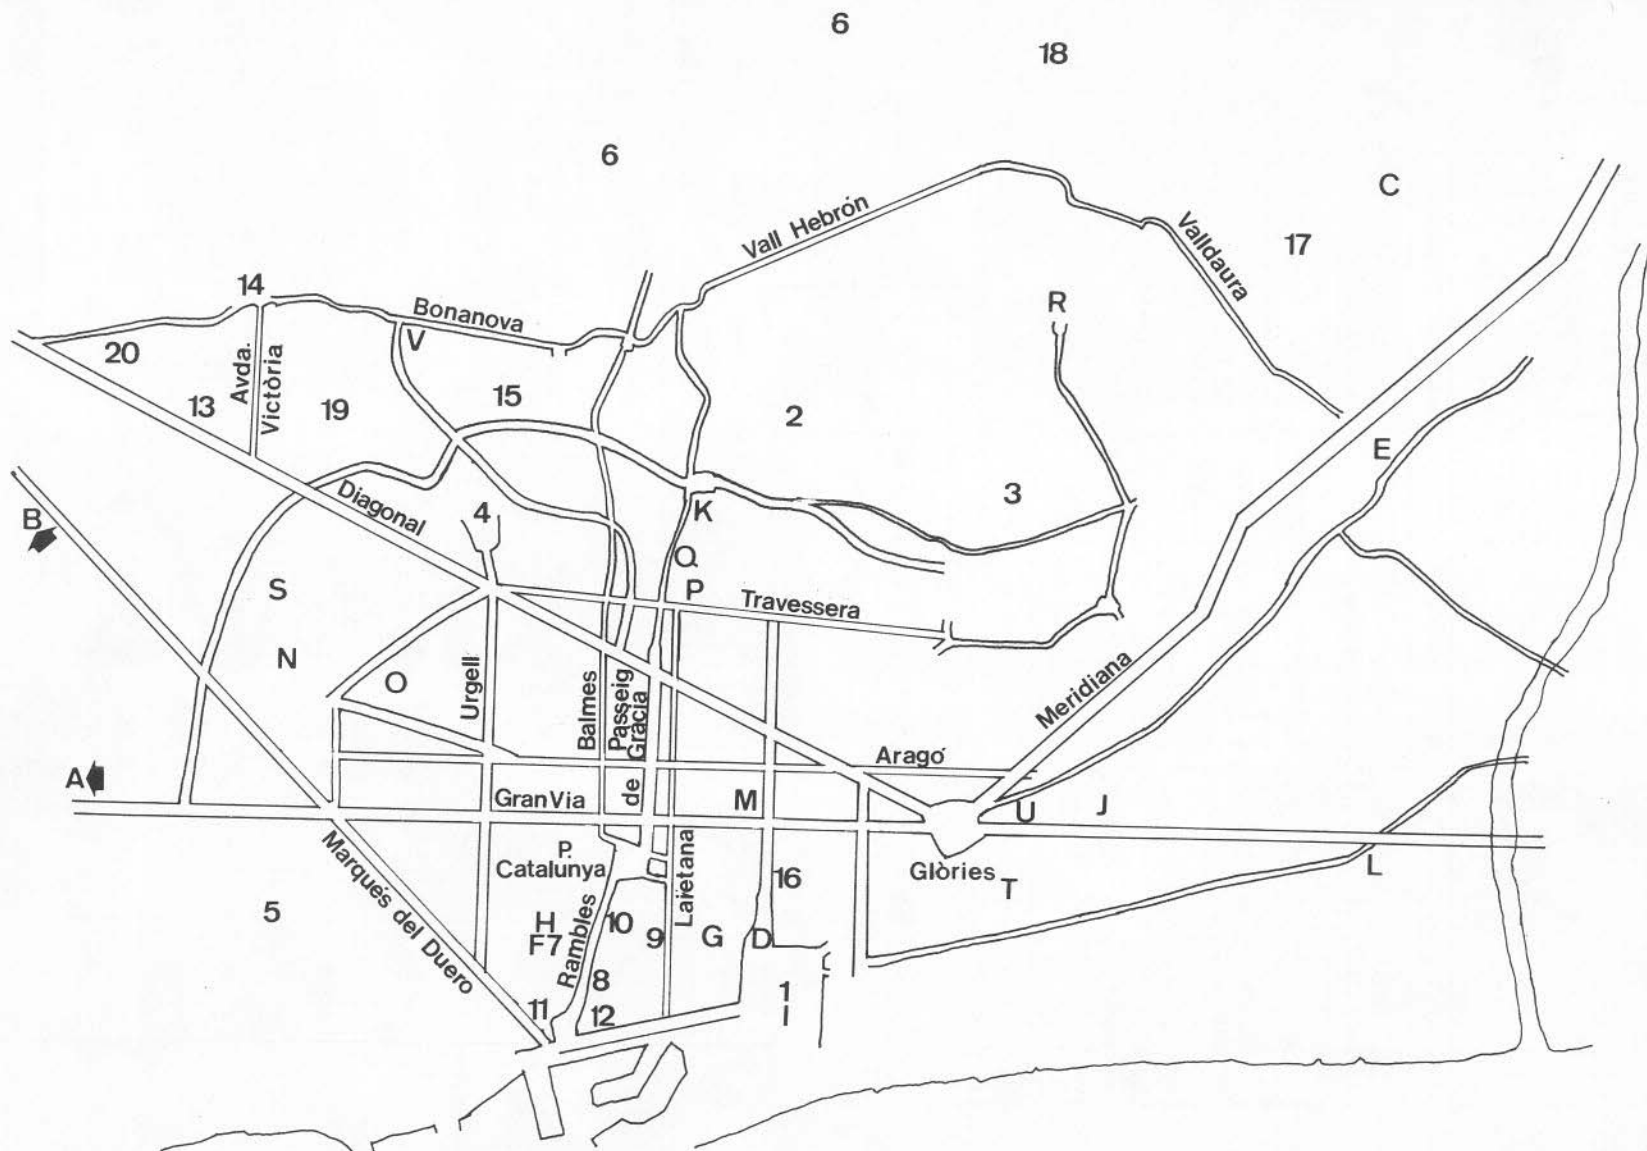 6
18
6
C
17
Vall Hebrón
Valldaura
14
R
Bonanova
V
20
Avda.
Victòria
13
19
15
2
E
Diagonal
3
B
4
K
Q
S
P
Travessera
N
O
Urgell
Balmes
Passeig
de Gràcia
Meridiana
Aragó
A
Gran Via
M
U
J
Marqués del Duero
P.
Catalunya
Laietana
16
Glòries
T
L
5
H
F7
Rambles
10
9
G
D
8
11
12
1
I